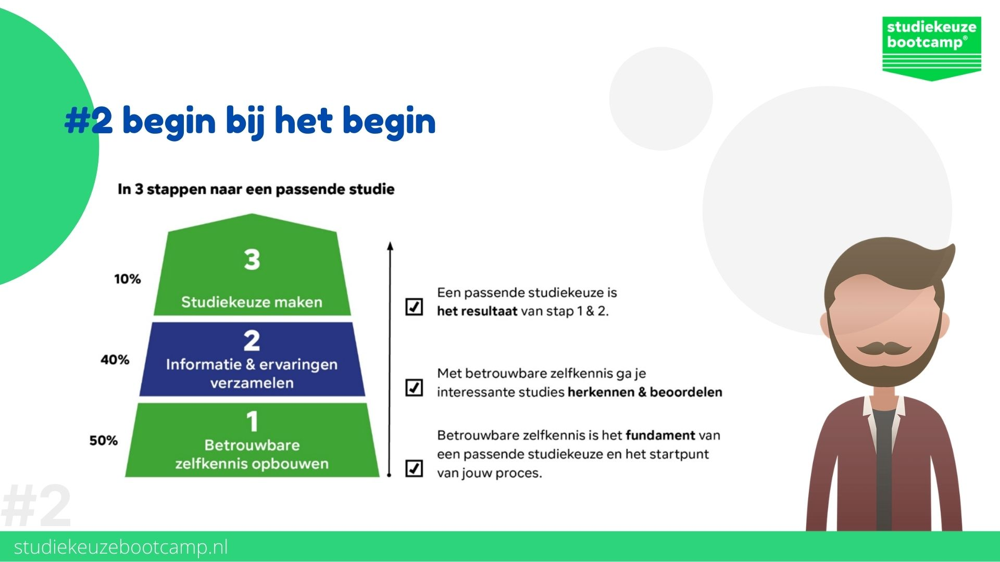 studiekeuze
bootcamp®
#2 begin bij het begin
In 3 stappen naar een passende studie
10%
3
Studiekeuze maken
Een passende studiekeuze is
het resultaat van stap 1 & 2.
40%
2
Informatie & ervaringen
verzamelen
Met betrouwbare zelfkennis ga je
interessante studies herkennen & beoordelen
50%
1
Betrouwbare
zelfkennis opbouwen
Betrouwbare zelfkennis is het fundament van
een passende studiekeuze en het startpunt
van jouw proces.
#2
studiekeuzebootcamp.nl